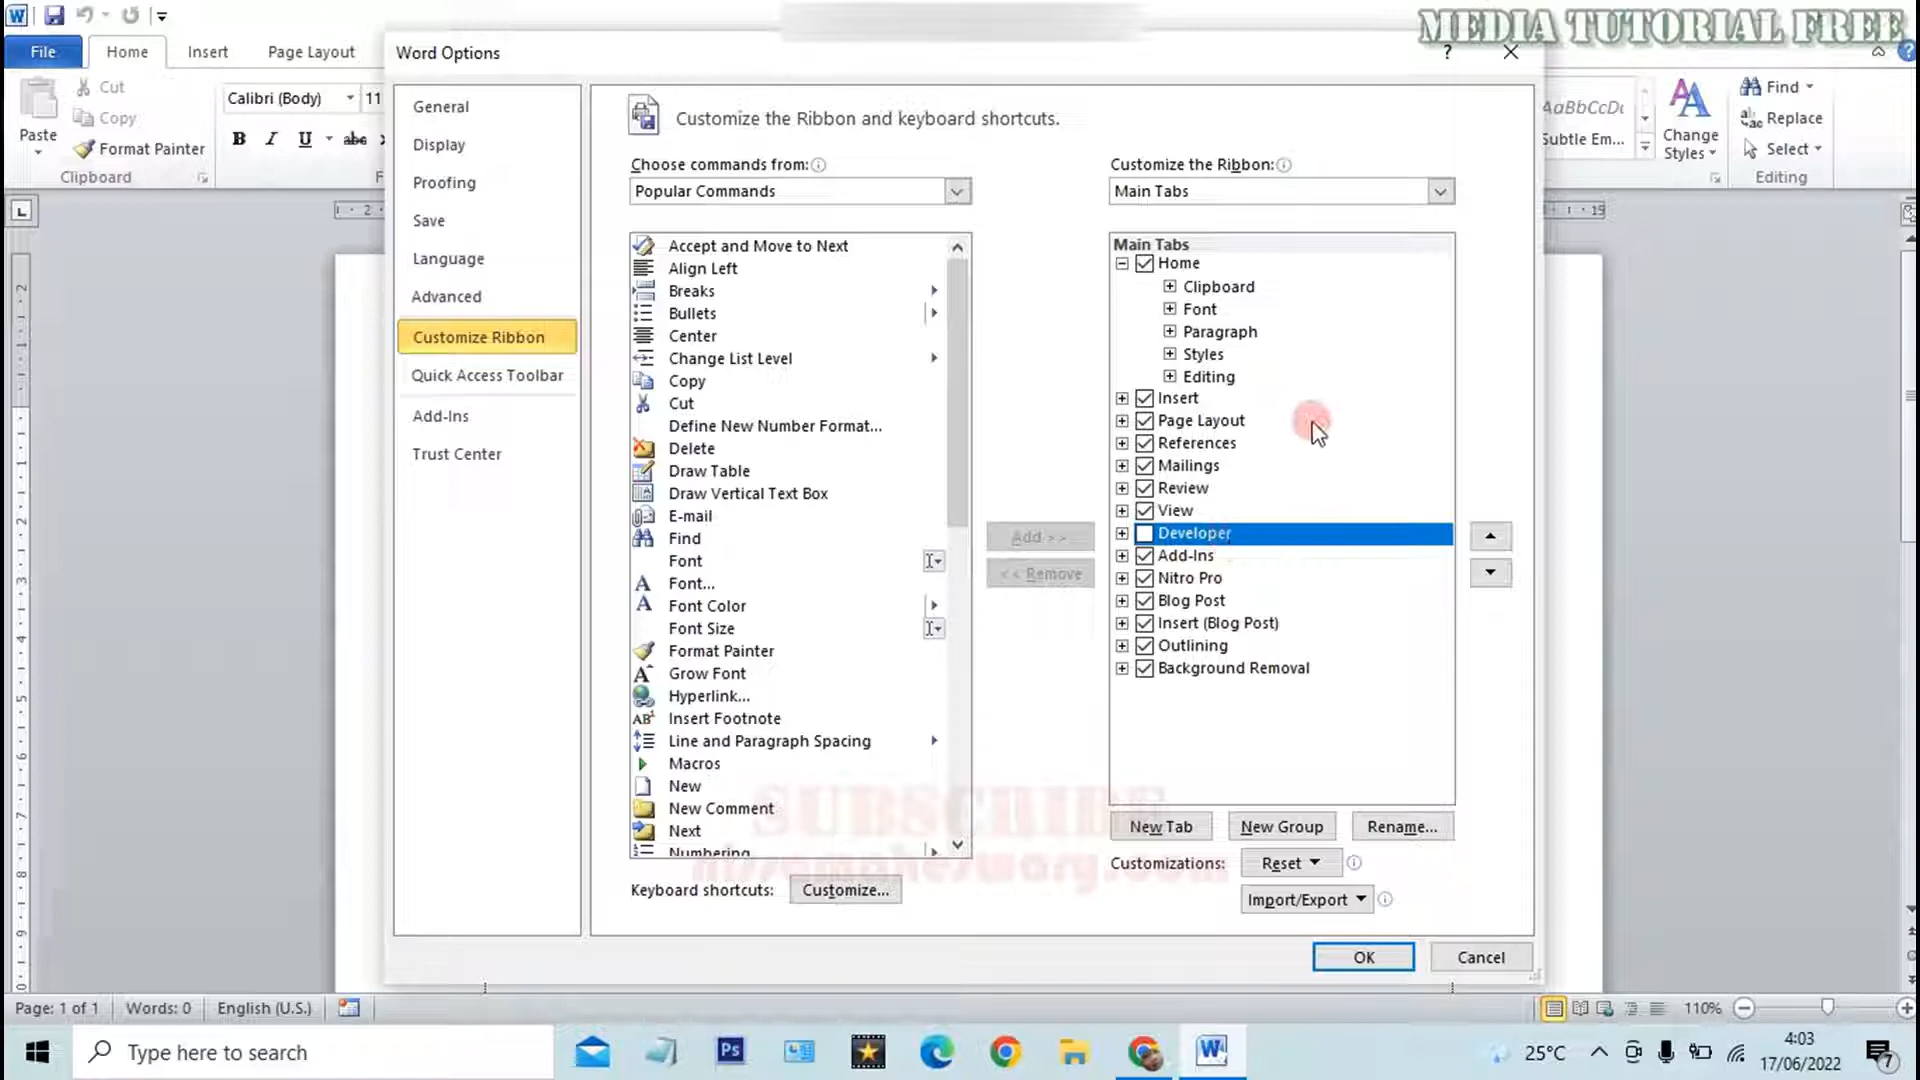 MEDIA TUTORIAL FREE
File
Home
Insert
Page Layout
Word Options
Cut
Copy
Paste
Format Painter
Clipboard
Calibri (Body)
11
B I U abc
AaBbCcDc
Subtle Em...
Change
Styles
Find
Replace
Select
Editing
General
Display
Proofing
Save
Language
Advanced
Customize Ribbon
Quick Access Toolbar
Add-Ins
Trust Center
Customize the Ribbon and keyboard shortcuts.
Choose commands from:
Popular Commands
Accept and Move to Next
Align Left
Breaks
Bullets
Center
Change List Level
Copy
Cut
Define New Number Format...
Delete
Draw Table
Draw Vertical Text Box
E-mail
Find
Font
Font...
Font Color
Font Size
Format Painter
Grow Font
Hyperlink...
Insert Footnote
Line and Paragraph Spacing
Macros
New
New Comment
Next
Numbering
Keyboard shortcuts:
Customize...
Add >>
<< Remove
Customize the Ribbon:
Main Tabs
Main Tabs
Home
Clipboard
Font
Paragraph
Styles
Editing
Insert
Page Layout
References
Mailings
Review
View
Developer
Add-Ins
Nitro Pro
Blog Post
Insert (Blog Post)
Outlining
Background Removal
New Tab
New Group
Rename...
Customizations:
Reset
Import/Export
SUBSCRIBE
OK
Cancel
Page: 1 of 1
Words: 0
English (U.S.)
110%
Type here to search
Ps
25°C
4:03
17/06/2022
7